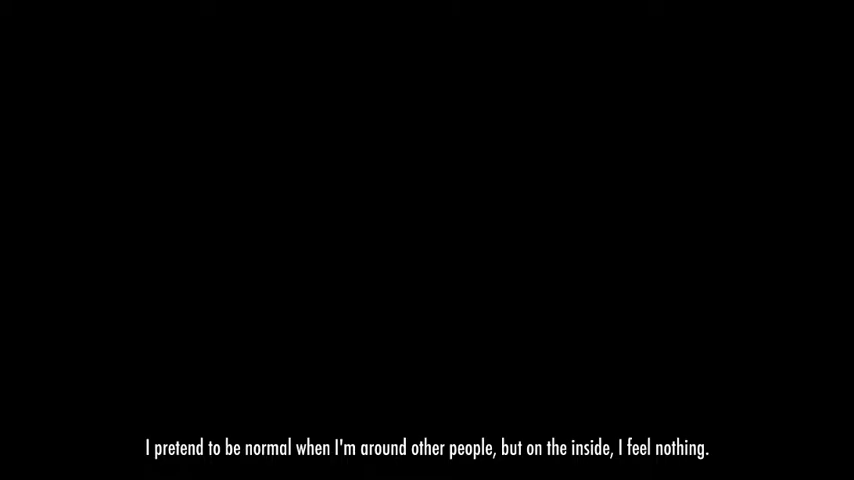 I pretend to be normal when I'm around other people, but on the inside, I feel nothing.